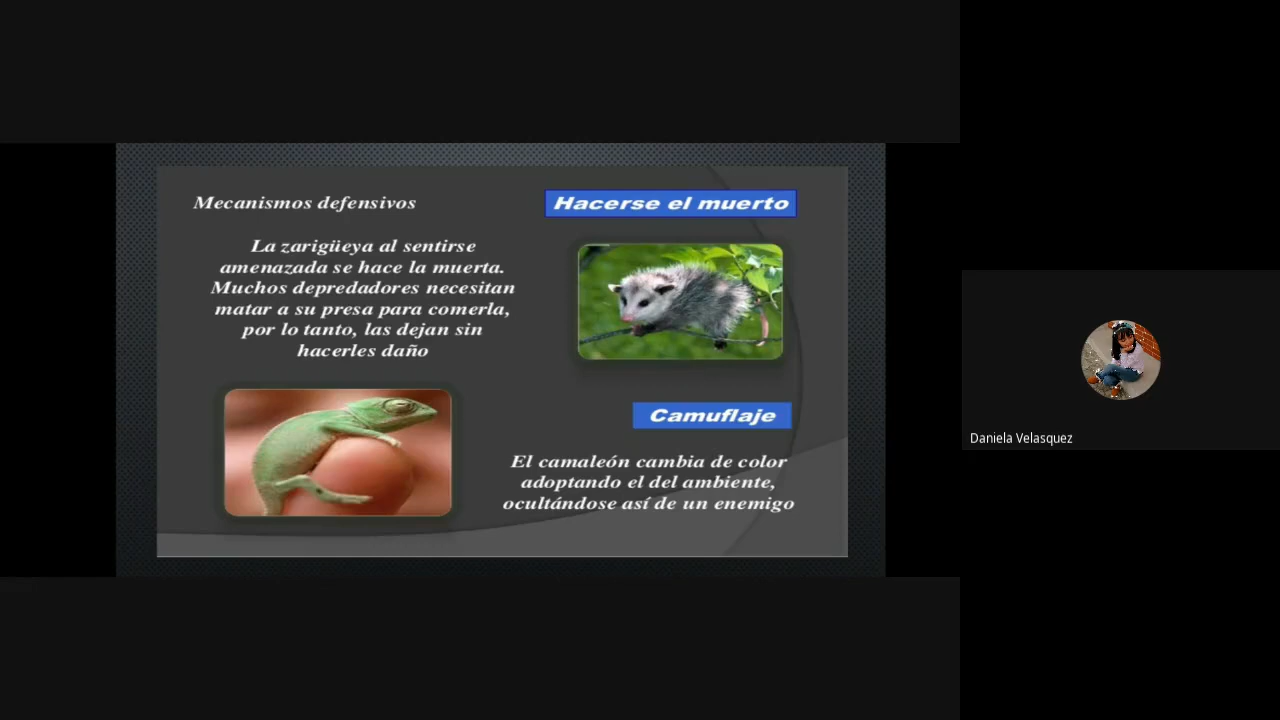 Mecanismos defensivos
Hacerse el muerto
La zarigüeya al sentirse
amenazada se hace la muerta.
Muchos depredadores necesitan
matar a su presa para comerla,
por lo tanto, las dejan sin
hacerles daño
Camuflaje
El camaleón cambia de color
adoptando el del ambiente,
ocultándose así de un enemigo
Daniela Velasquez